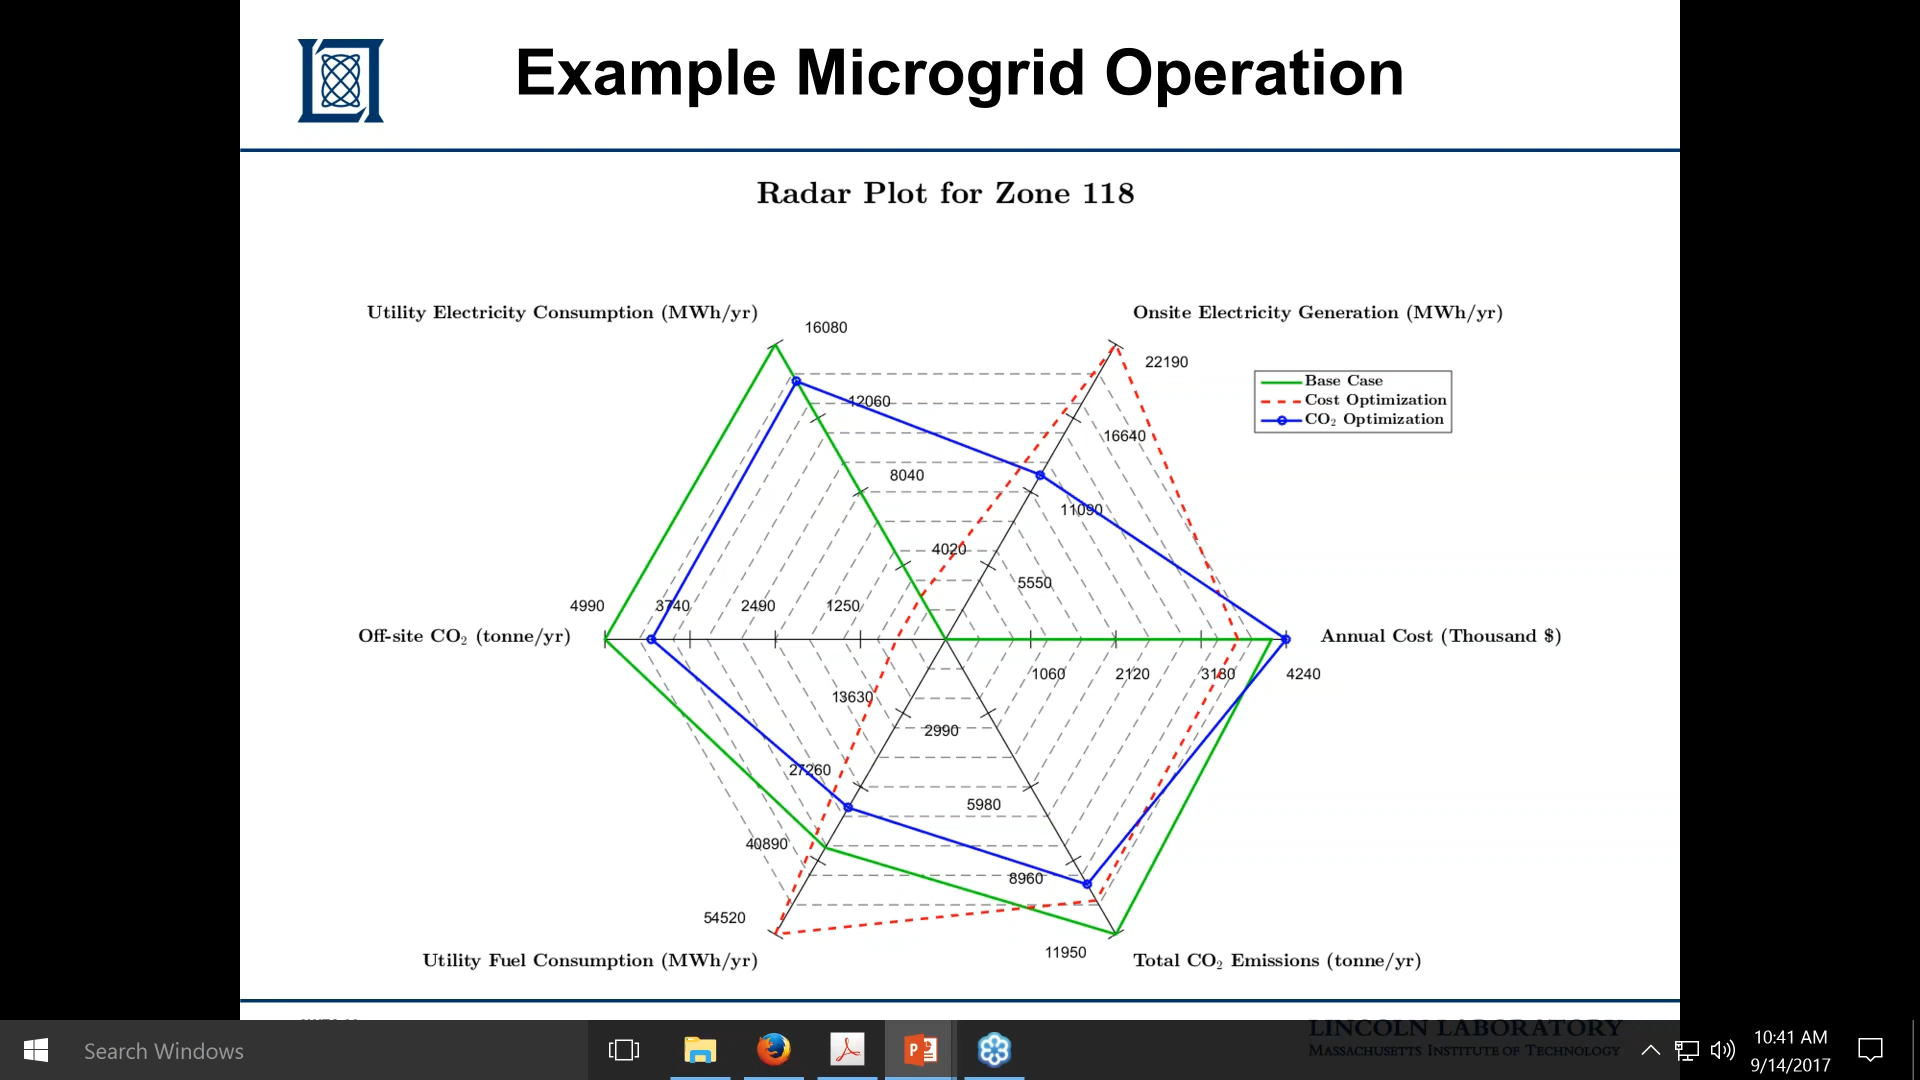 Example Microgrid Operation
Radar Plot for Zone 118
Utility Electricity Consumption (MWh/yr)
Onsite Electricity Generation (MWh/yr)
16080
22190
Base Case
Cost Optimization
CO₂ Optimization
12060
16640
8040
11090
4020
5550
4990
3740
2490
1250
Off-site CO₂ (tonne/yr)
Annual Cost (Thousand $)
1060
2120
3180
4240
13630
2990
27260
5980
40890
8960
54520
11950
Utility Fuel Consumption (MWh/yr)
Total CO₂ Emissions (tonne/yr)
LINCOLN LABORATORY
MASSACHUSETTS INSTITUTE OF TECHNOLOGY
Search Windows
10:41 AM
9/14/2017